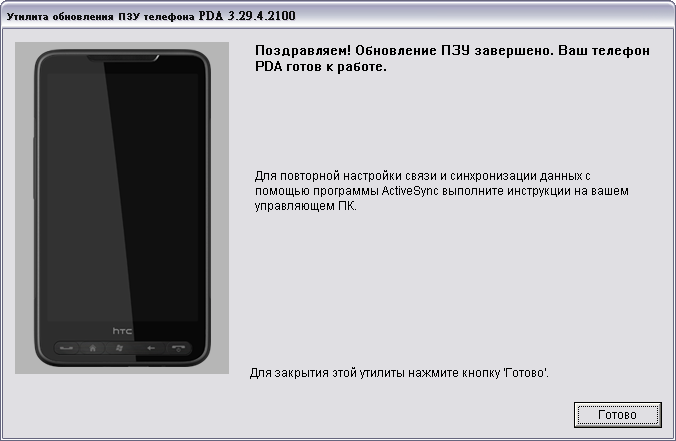 Утилита обновления ПЗУ телефона PDA 3.29.4.2100
Поздравляем! Обновление ПЗУ завершено. Ваш телефон
PDA готов к работе.
Для повторной настройки связи и синхронизации данных с
помощью программы ActiveSync выполните инструкции на вашем
управляющем ПК.
hTC
Для закрытия этой утилиты нажмите кнопку 'Готово'.
Готово